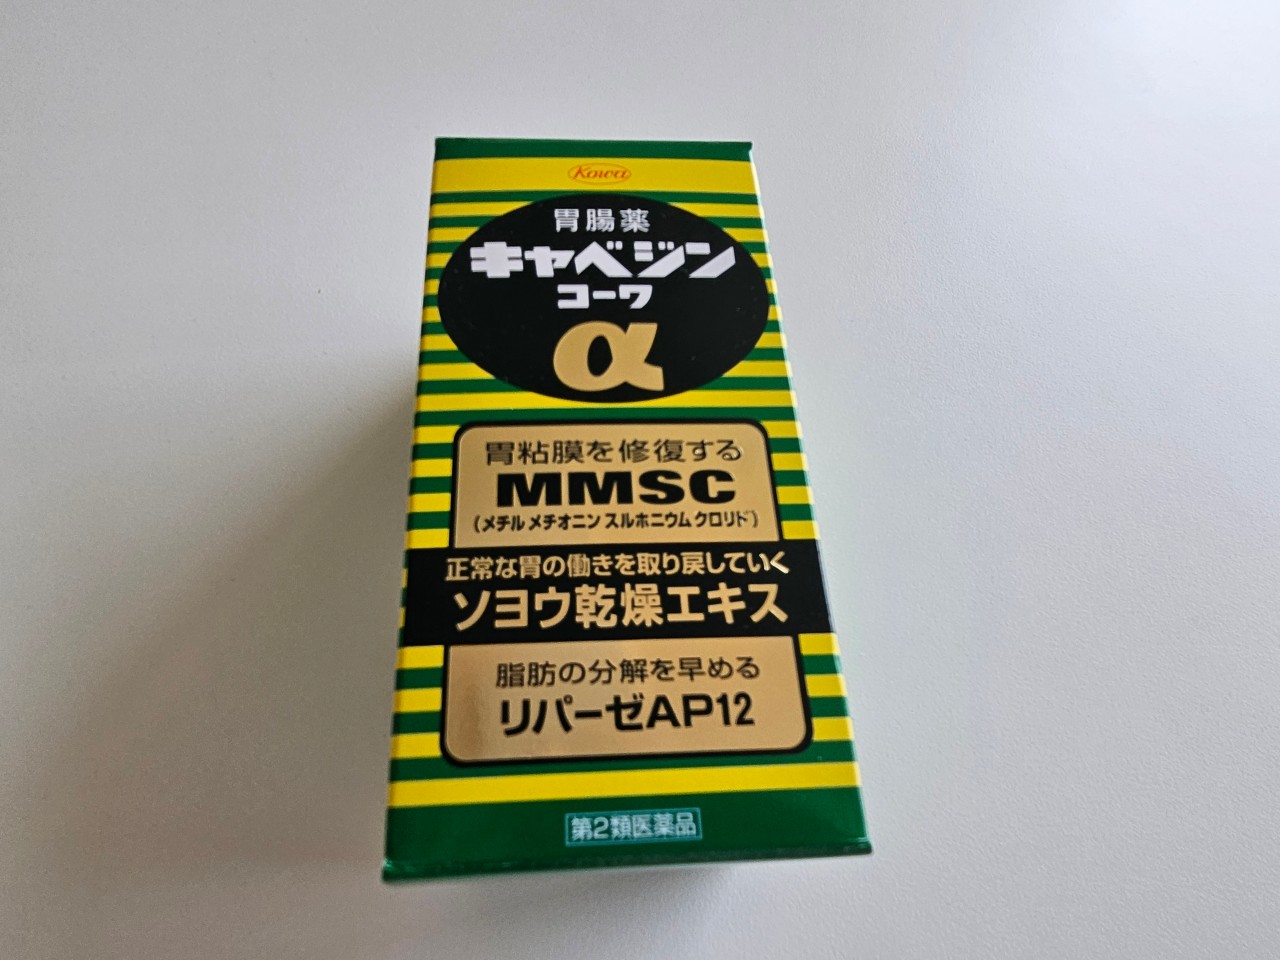 Kowa
胃腸薬
キャベジン
コーワ
α
胃粘膜を修復する
MMSC
(メチルメチオニン スルホニウムクロリド)
正常な胃の働きを取り戻していく
ソヨウ乾燥エキス
脂肪の分解を早める
リパーゼAP12
第2類医薬品